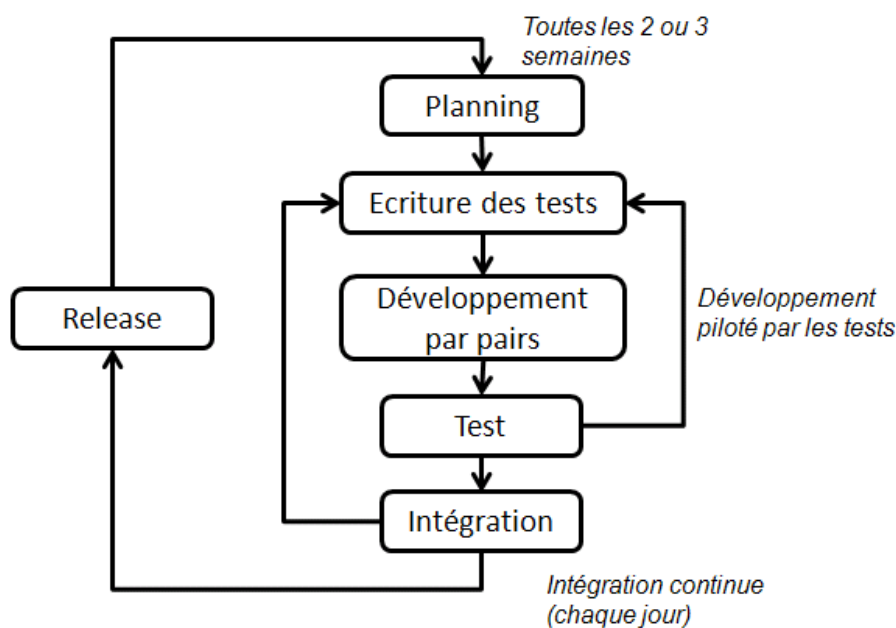 Toutes les 2 ou 3
semaines
Planning
Ecriture des tests
Développement
par pairs
Release
Développement
piloté par les tests
Test
Intégration
Intégration continue
(chaque jour)